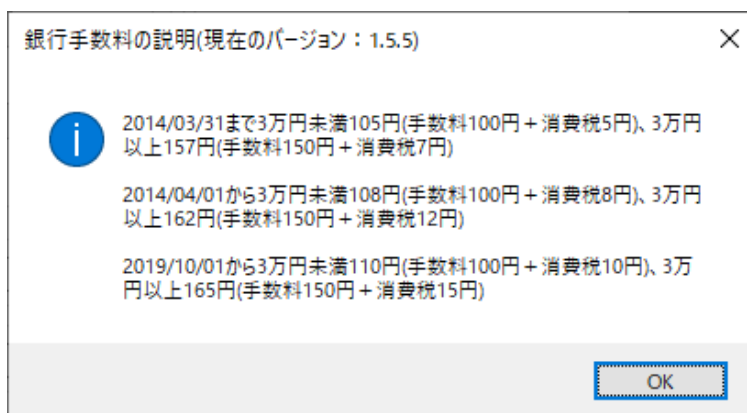 銀行手数料の説明(現在のバージョン：1.5.5)
2014/03/31まで3万円未満105円(手数料100円＋消費税5円)、3万円
以上157円(手数料150円＋消費税7円)
2014/04/01から3万円未満108円(手数料100円＋消費税8円)、3万円
以上162円(手数料150円＋消費税12円)
2019/10/01から3万円未満110円(手数料100円＋消費税10円)、3万
円以上165円(手数料150円＋消費税15円)
OK